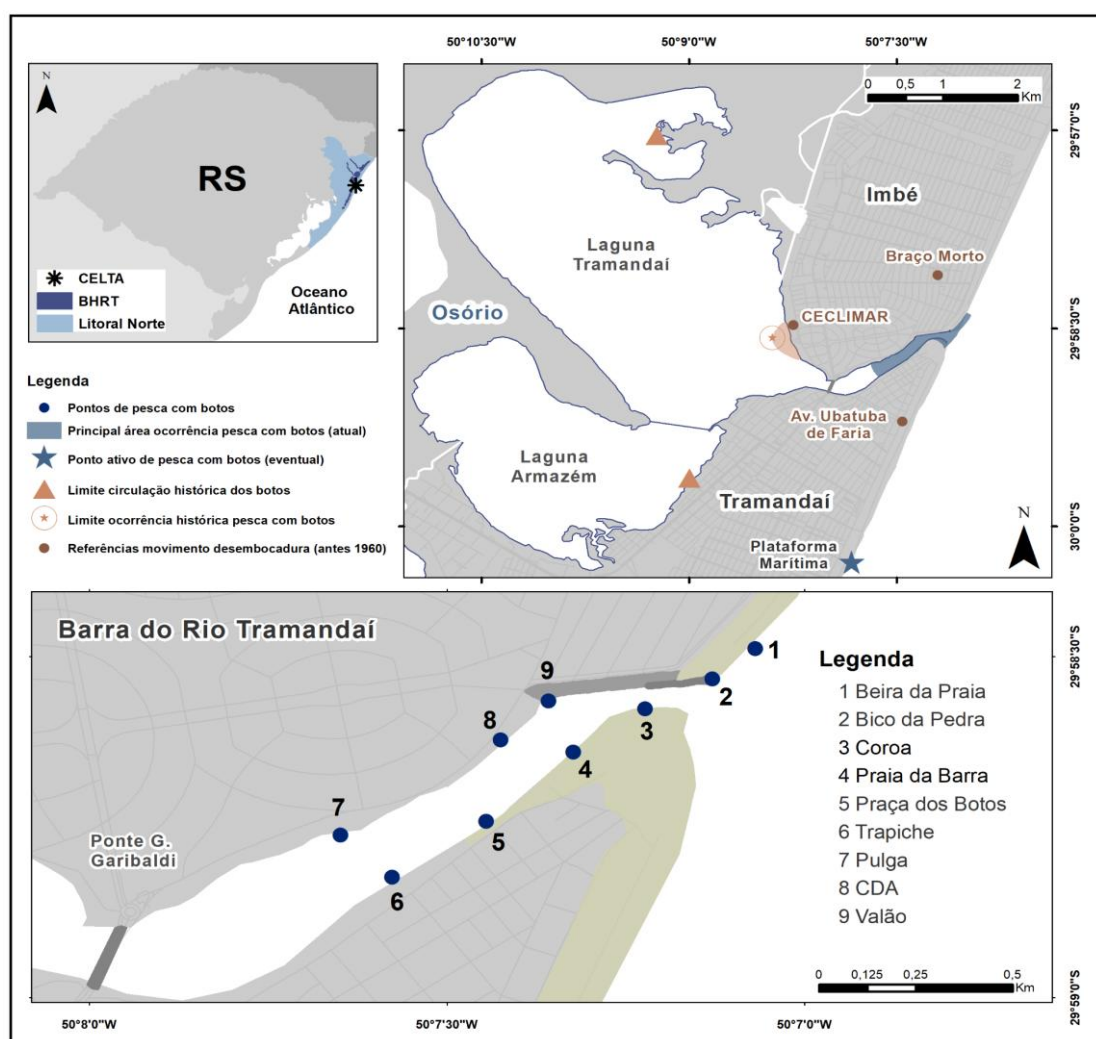 N
RS
CELTA
BHRT
Litoral Norte
Oceano
Atlântico
Legenda
Pontos de pesca com botos
Principal área ocorrência pesca com botos (atual)
Ponto ativo de pesca com botos (eventual)
Limite circulação histórica dos botos
Limite ocorrência histórica pesca com botos
Referências movimento desembocadura (antes 1960)
50°10'30"W 50°9'0"W 50°7'30"W
0 0,5 1 2
Km
29°57'0"S
29°58'30"S
30°0'0"S
Imbé
Laguna
Tramandaí
Braço Morto
Osório
CECLIMAR
Av. Ubatuba
de Faria
Laguna
Armazém
Tramandaí
N
Plataforma
Marítima
Barra do Rio Tramandaí
1
2
3
4
5
6
7
8
9
Ponte G.
Garibaldi
Legenda
1 Beira da Praia
2 Bico da Pedra
3 Coroa
4 Praia da Barra
5 Praça dos Botos
6 Trapiche
7 Pulga
8 CDA
9 Valão
0 0,125 0,25 0,5
Km
29°58'30"S
29°59'0"S
50°8'0"W 50°7'30"W 50°7'0"W